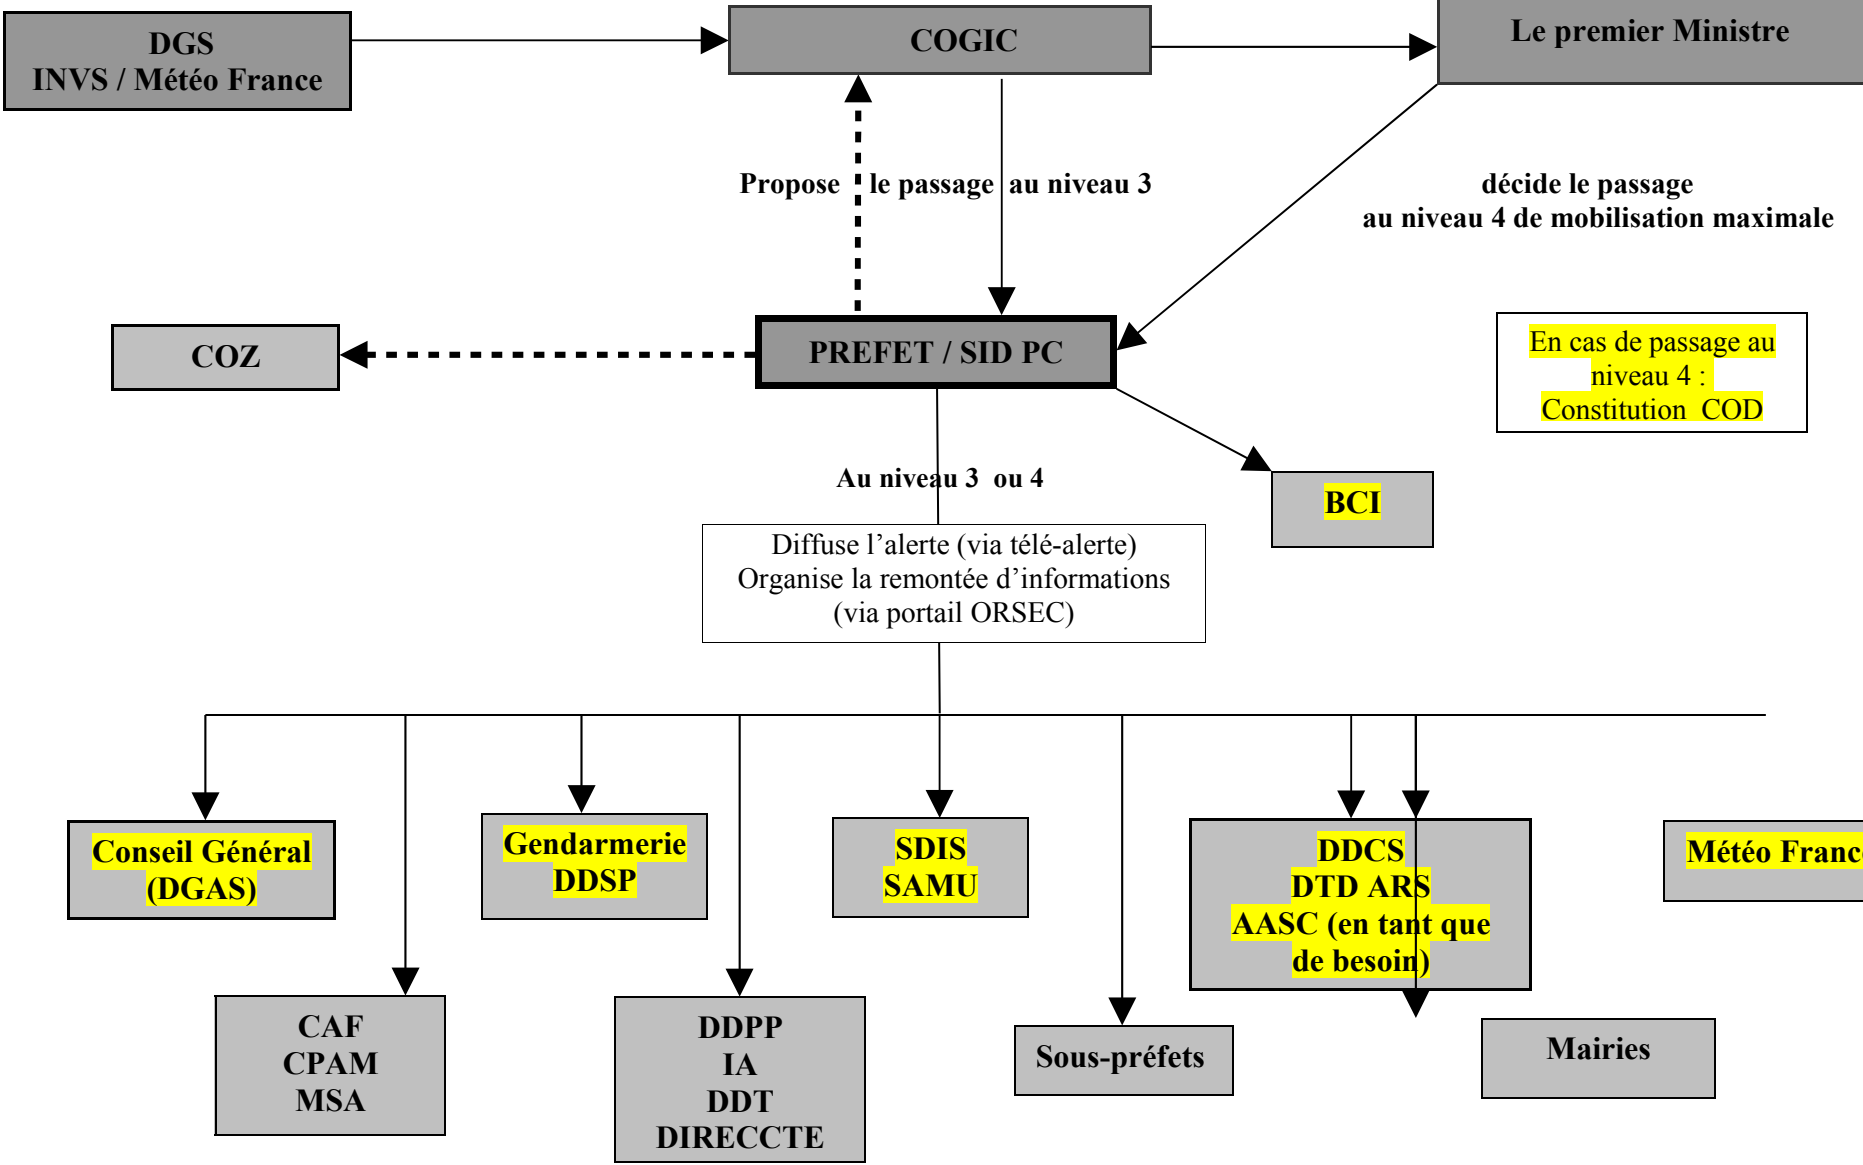 DGS
INVS / Météo France
COGIC
Le premier Ministre
Propose le passage au niveau 3
décide le passage
au niveau 4 de mobilisation maximale
COZ
PREFET / SID PC
En cas de passage au
niveau 4 :
Constitution COD
Au niveau 3 ou 4
BCI
Diffuse l’alerte (via télé-alerte)
Organise la remontée d’informations
(via portail ORSEC)
Conseil Général
(DGAS)
Gendarmerie
DDSP
SDIS
SAMU
DDCS
DTD ARS
AASC (en tant que
de besoin)
Météo France
CAF
CPAM
MSA
DDPP
IA
DDT
DIRECCTE
Sous-préfets
Mairies